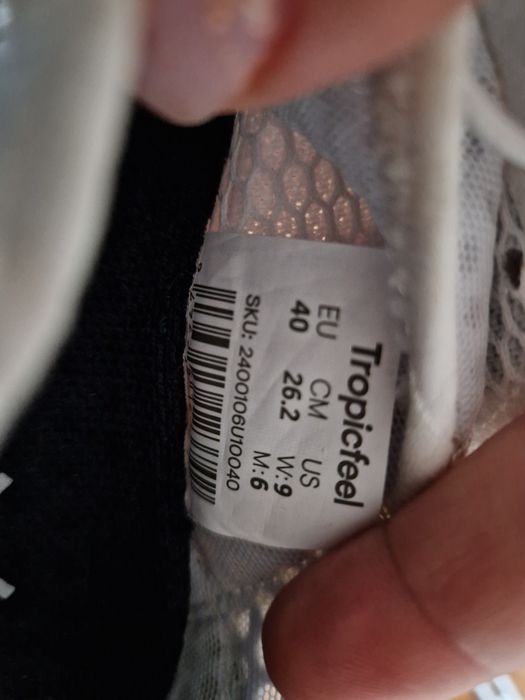 Tropicfeel
EU CM US
40 26.2 W:9
M:6
SKU: 2400106U10040